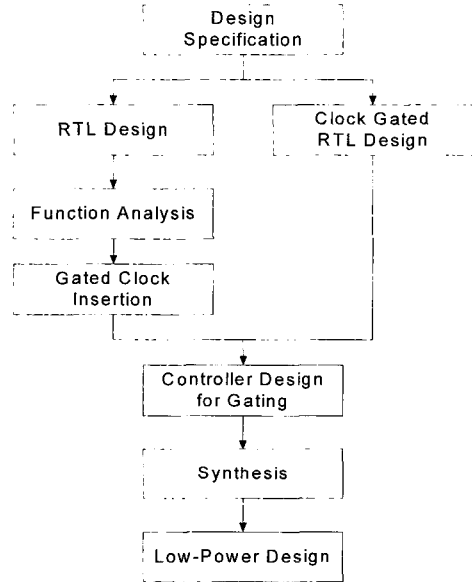 Design
Specification
RTL Design
Clock Gated
RTL Design
Function Analysis
Gated Clock
Insertion
Controller Design
for Gating
Synthesis
Low-Power Design